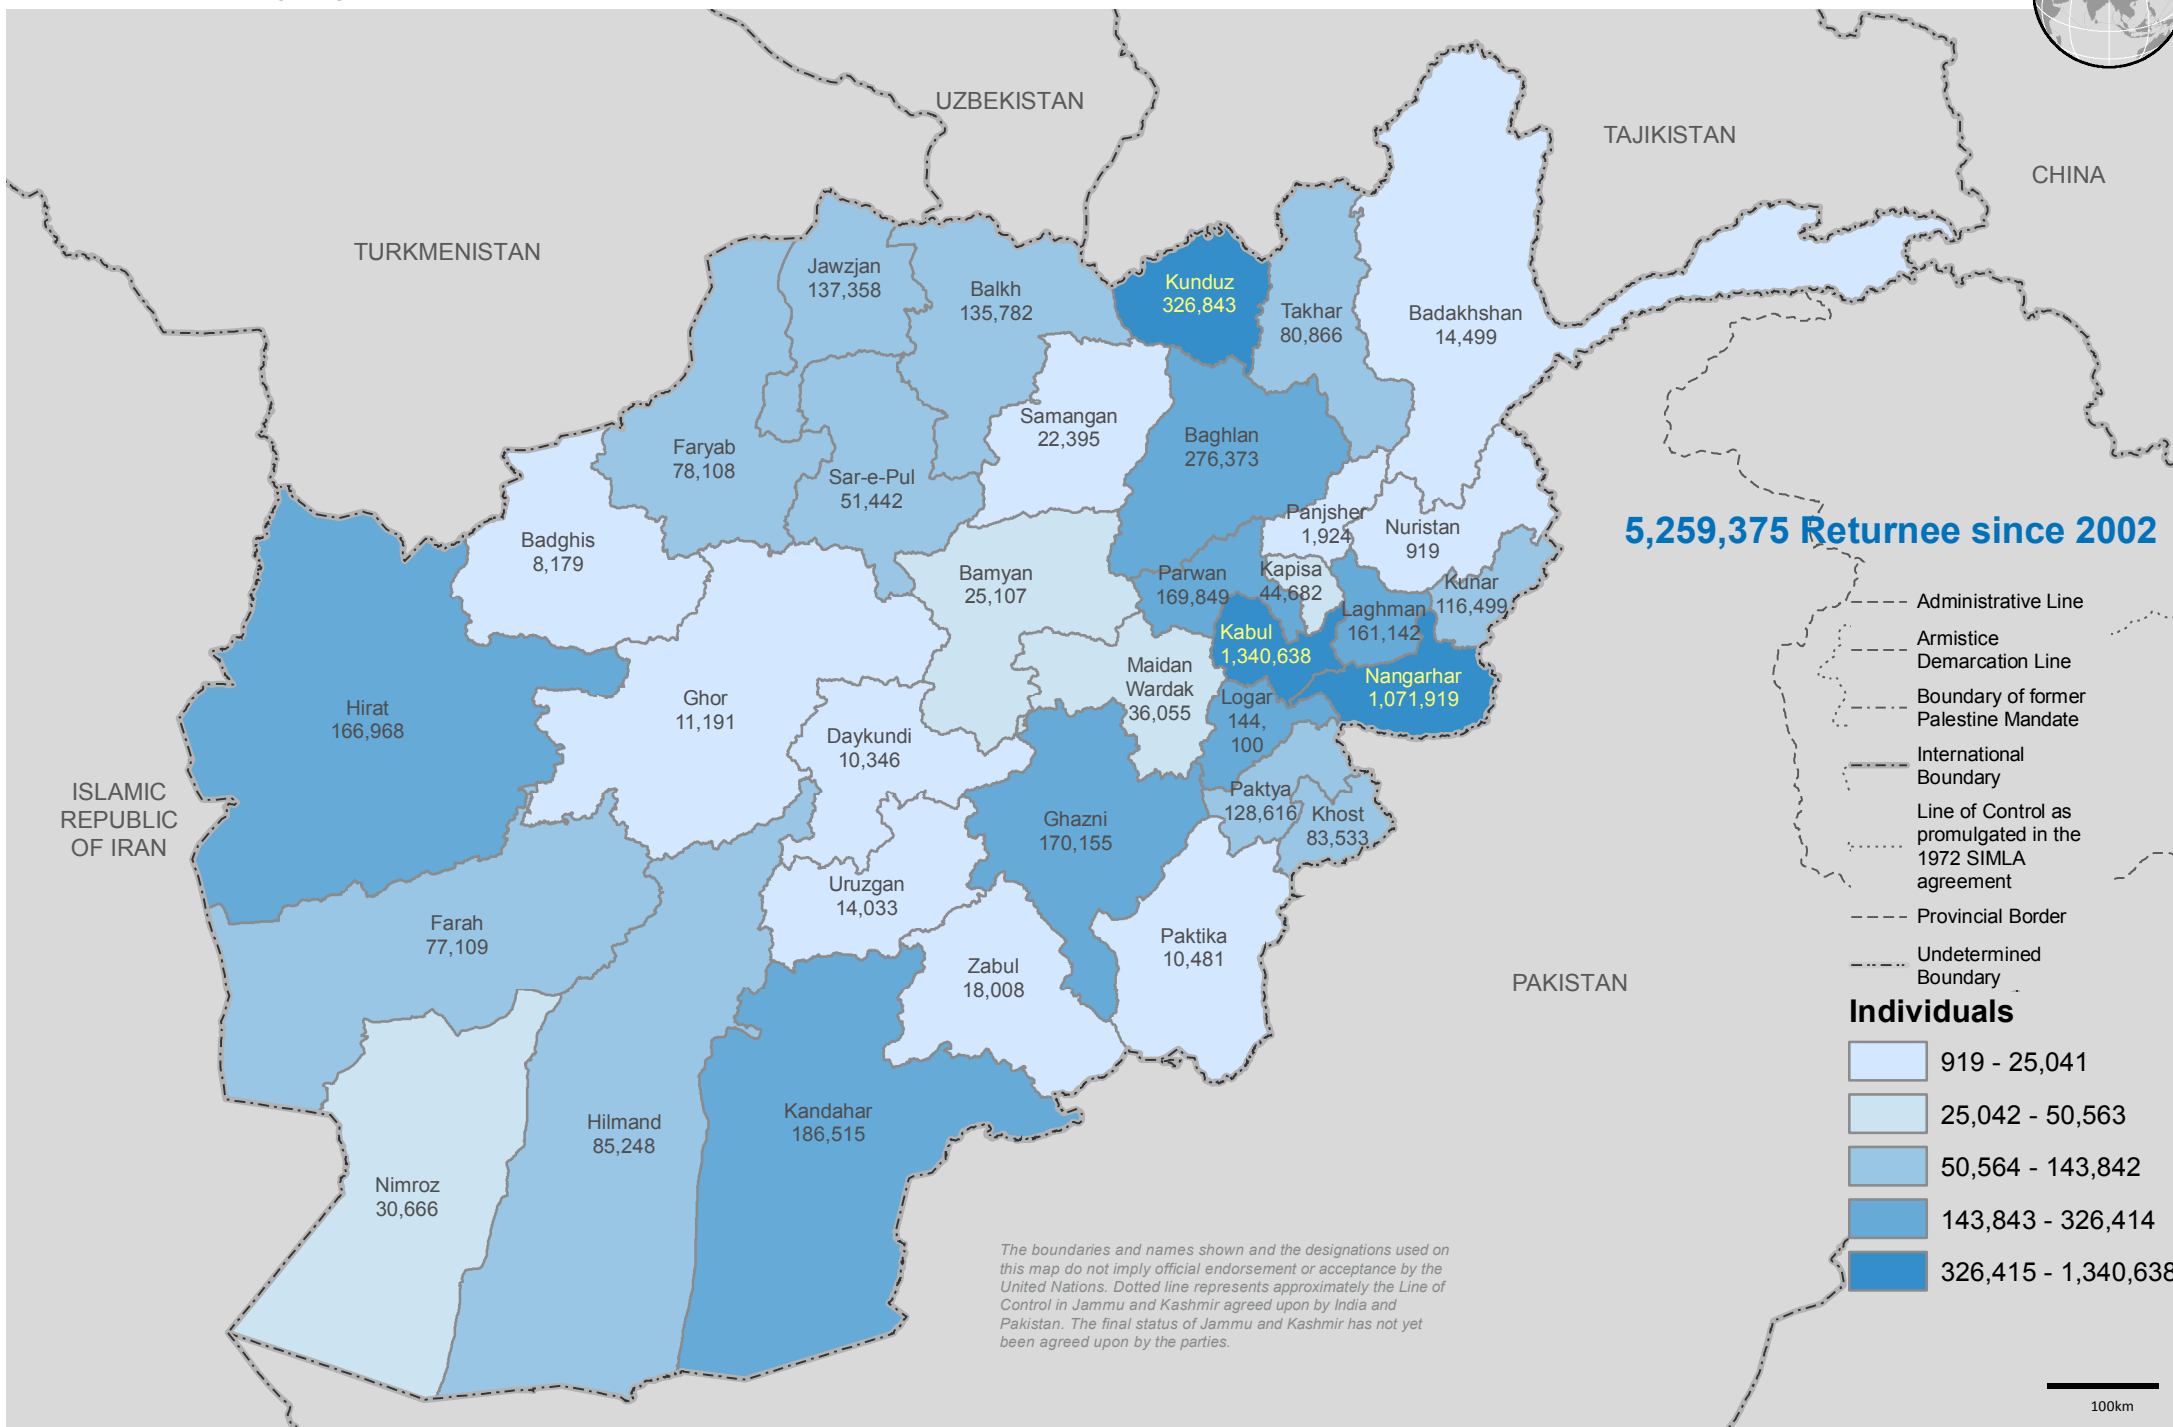 UZBEKISTAN
TAJIKISTAN
CHINA
TURKMENISTAN
Jawzjan
137,358
Balkh
135,782
Kunduz
326,843
Takhar
80,866
Badakhshan
14,499
Samangan
22,395
Baghlan
276,373
Faryab
78,108
Sar-e-Pul
51,442
Badghis
8,179
Panjsher
1,924
Nuristan
919
5,259,375 Returnee since 2002
Bamyan
25,107
Parwan
169,849
Kapisa
44,682
Kunar
116,499
Laghman
161,142
Kabul
1,340,638
Maidan
Wardak
36,055
Nangarhar
1,071,919
Hirat
166,968
Ghor
11,191
Logar
144,
100
Daykundi
10,346
ISLAMIC
REPUBLIC
OF IRAN
Ghazni
170,155
Paktya
128,616
Khost
83,533
Uruzgan
14,033
Farah
77,109
Zabul
18,008
Paktika
10,481
PAKISTAN
Hilmand
85,248
Kandahar
186,515
Nimroz
30,666
Administrative Line
Armistice
Demarcation Line
Boundary of former
Palestine Mandate
International
Boundary
Line of Control as
promulgated in the
1972 SIMLA
agreement
Provincial Border
Undetermined
Boundary
Individuals
919 - 25,041
25,042 - 50,563
50,564 - 143,842
143,843 - 326,414
326,415 - 1,340,638
The boundaries and names shown and the designations used on
this map do not imply official endorsement or acceptance by the
United Nations. Dotted line represents approximately the Line of
Control in Jammu and Kashmir agreed upon by India and
Pakistan. The final status of Jammu and Kashmir has not yet
been agreed upon by the parties.
100km